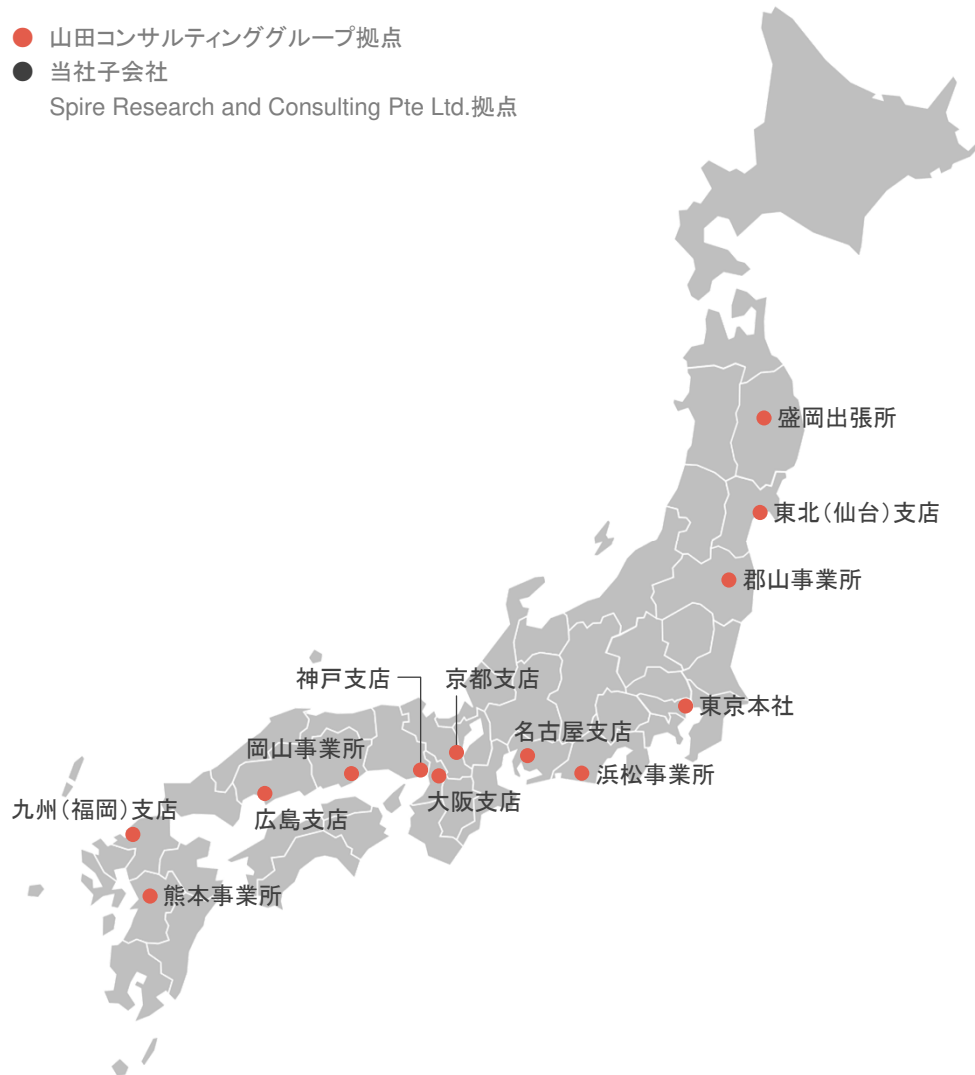 山田コンサルティンググループ拠点
当社子会社
Spire Research and Consulting Pte Ltd.拠点
盛岡出張所
東北(仙台)支店
郡山事業所
神戸支店
京都支店
東京本社
名古屋支店
岡山事業所
浜松事業所
大阪支店
九州(福岡)支店
広島支店
熊本事業所